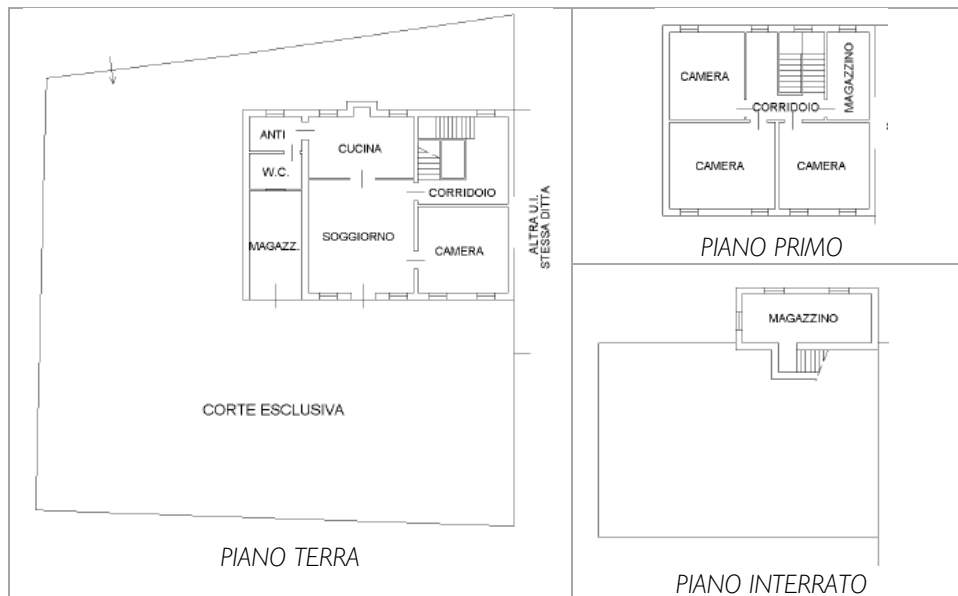 ANTI
CUCINA
W.C.
CORRIDOIO
MAGAZZ.
SOGGIORNO
CAMERA
ALTRA U.I.
STESSA DITTA
CORTE ESCLUSIVA
PIANO TERRA
CAMERA
MAGAZZINO
CORRIDOIO
CAMERA
CAMERA
PIANO PRIMO
MAGAZZINO
PIANO INTERRATO